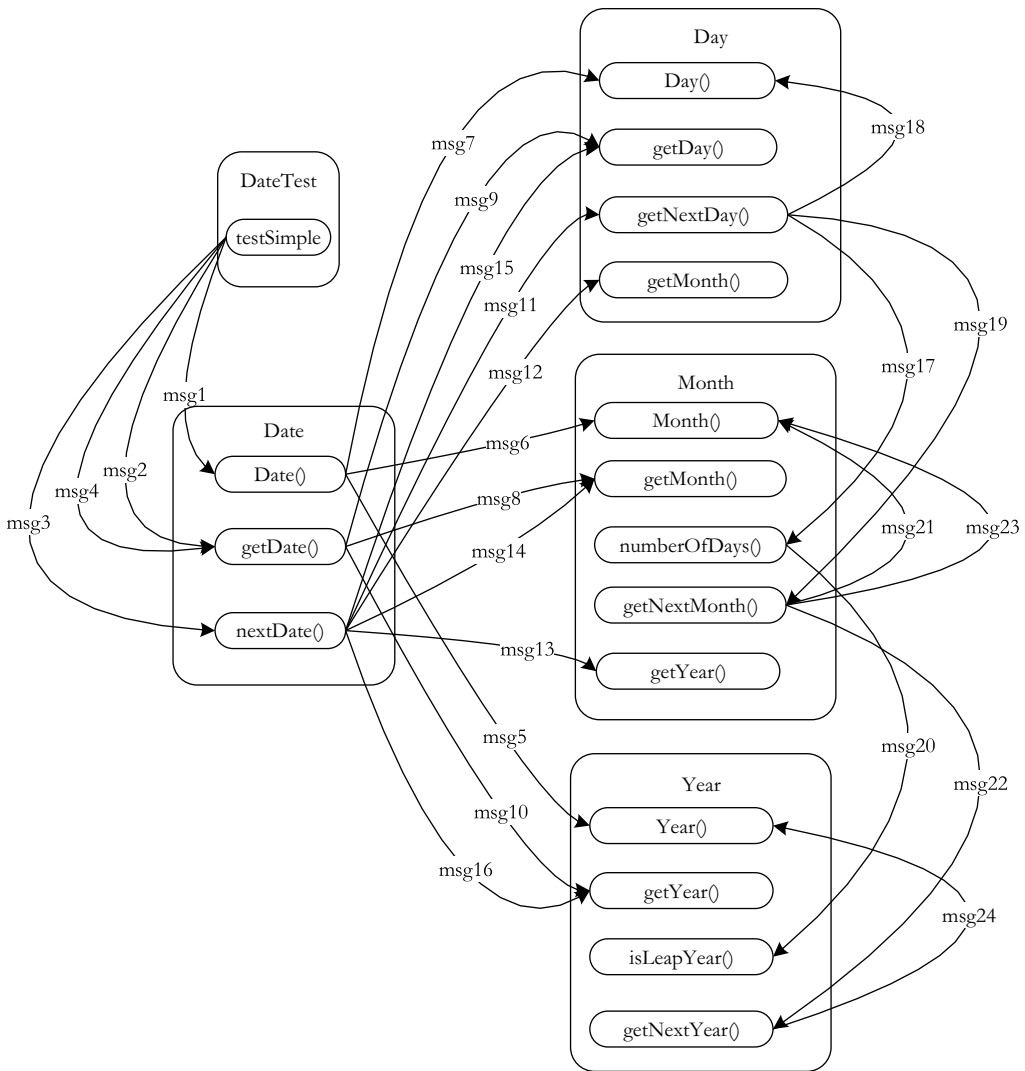 Day
Day()
msg18
msg7
getDay()
DateTest
msg9
getNextDay()
testSimple
msg15
getMonth()
msg11
msg19
msg17
msg12
Month
msg1
Month()
Date
msg6
Date()
getMonth()
msg2
msg8
msg4
msg3
msg21
msg23
getDate()
numberOfDays()
msg14
getNextMonth()
nextDate()
msg13
getYear()
msg5
msg20
msg22
Year
msg10
Year()
msg16
getYear()
msg24
isLeapYear()
getNextYear()